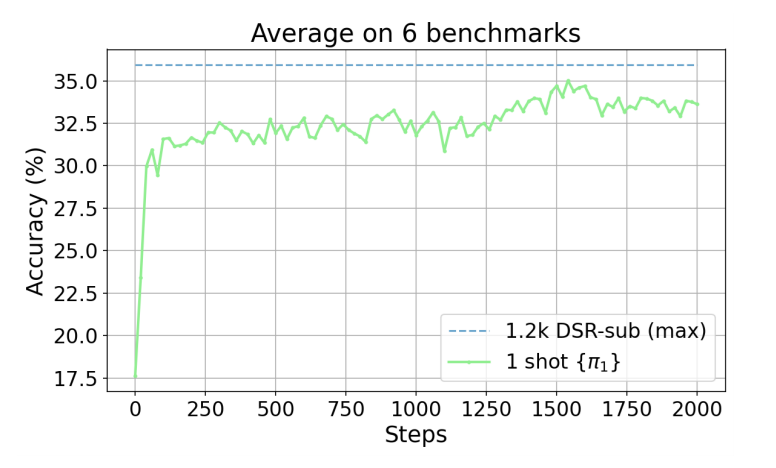 Average on 6 benchmarks
Accuracy (%)
35.0
32.5
30.0
27.5
25.0
22.5
20.0
17.5
1.2k DSR-sub (max)
1 shot {π₁}
0 250 500 750 1000 1250 1500 1750 2000
Steps